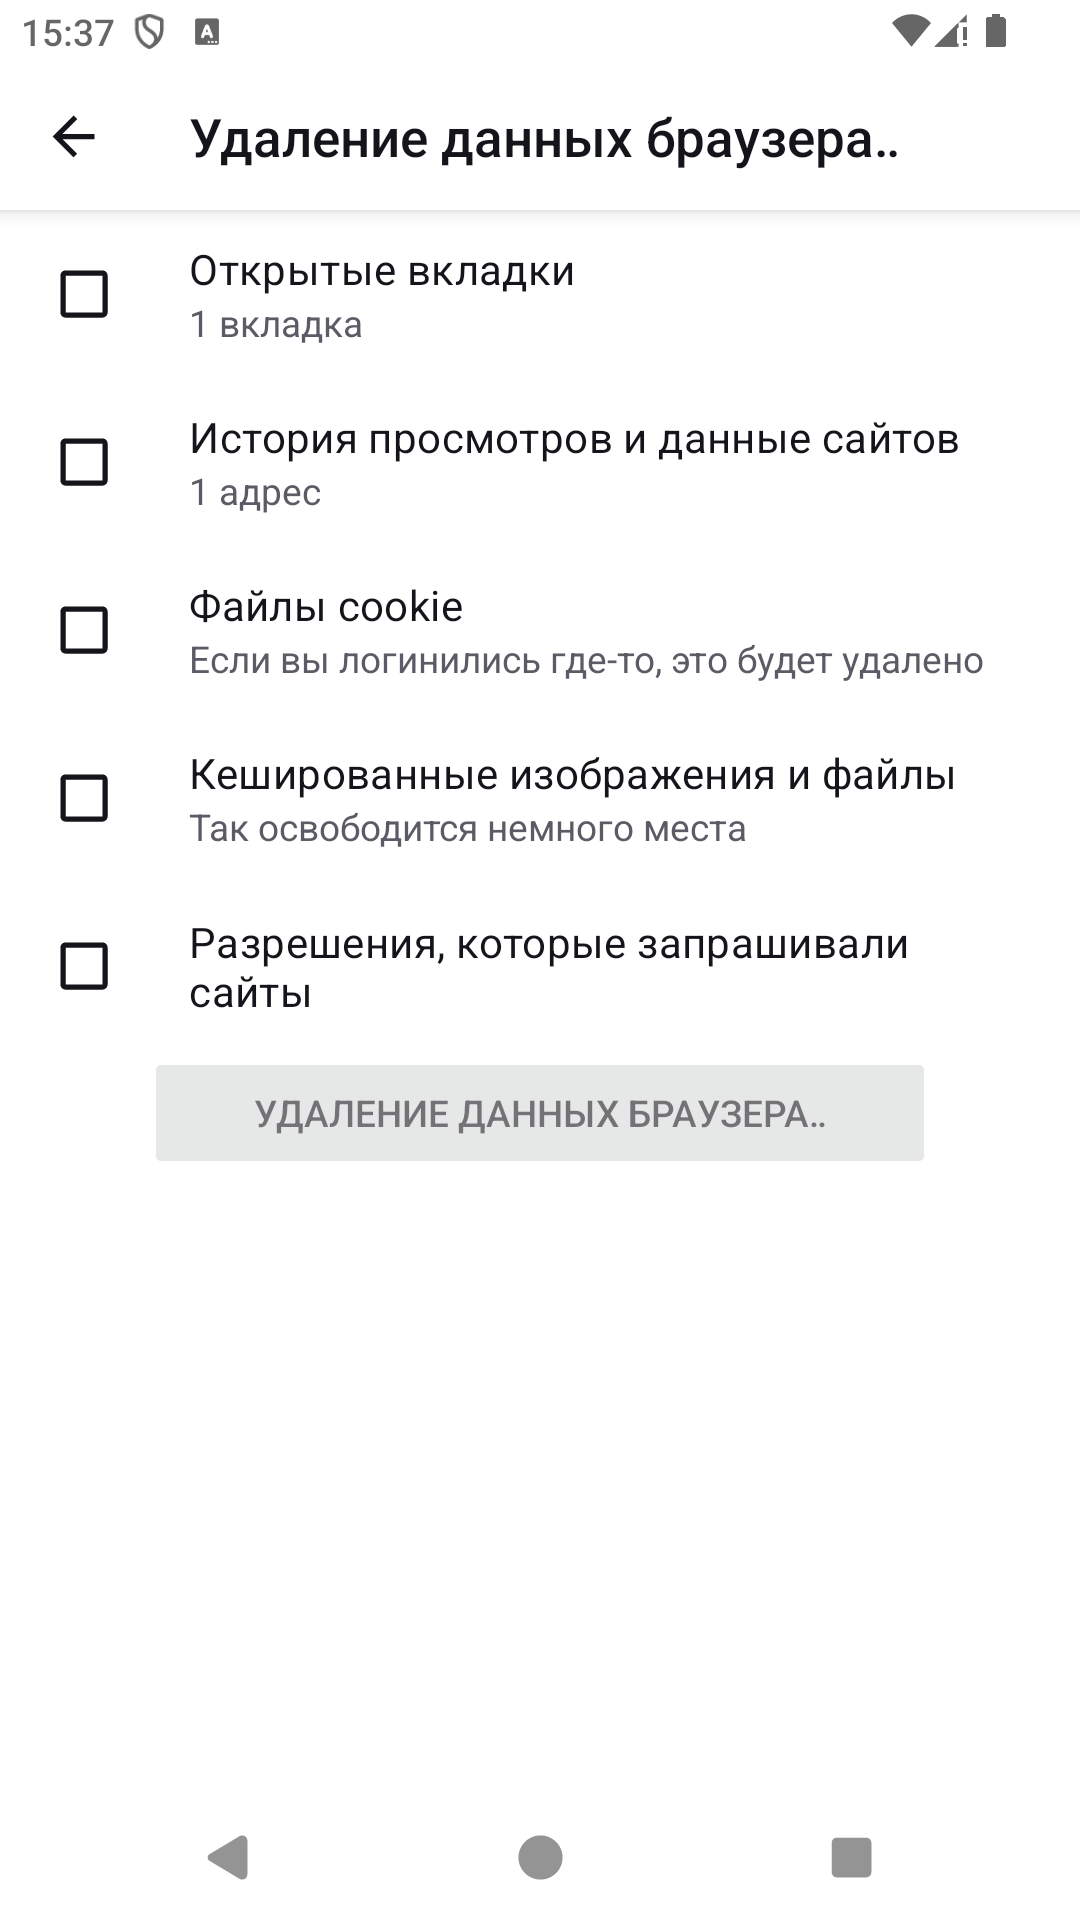 15:37
Удаление данных браузера..
Открытые вкладки
1 вкладка
История просмотров и данные сайтов
1 адрес
Файлы cookie
Если вы логинились где-то, это будет удалено
Кешированные изображения и файлы
Так освободится немного места
Разрешения, которые запрашивали
сайты
УДАЛЕНИЕ ДАННЫХ БРАУЗЕРА..